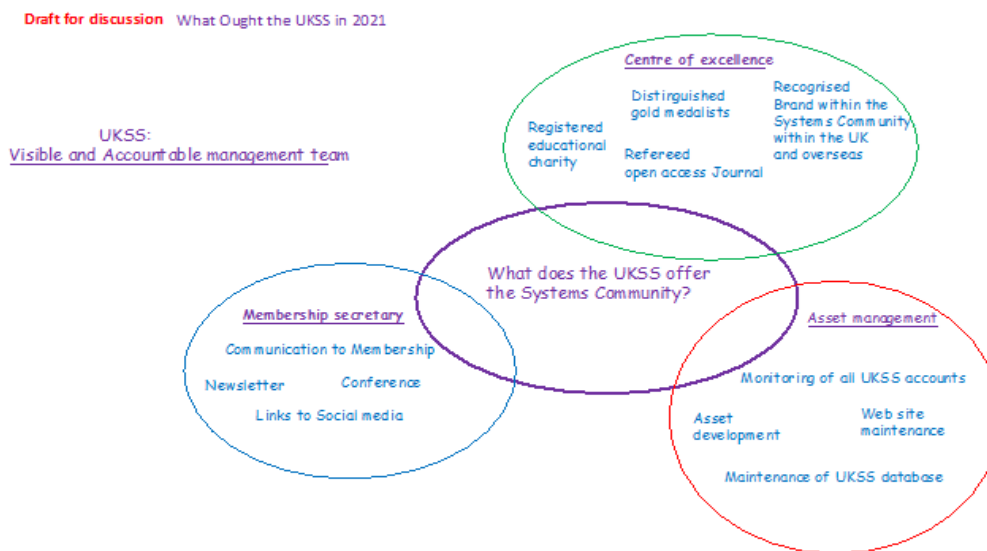 Draft for discussion What Ought the UKSS in 2021
UKSS:
Visible and Accountable management team
Centre of excellence
Distinguished
gold medalists
Recognised
Brand within the
Systems Community
within the UK
and overseas
Registered
educational
charity
Refereed
open access Journal
What does the UKSS offer
the Systems Community?
Membership secretary
Communication to Membership
Newsletter
Conference
Links to Social media
Asset management
Monitoring of all UKSS accounts
Asset
development
Web site
maintenance
Maintenance of UKSS database